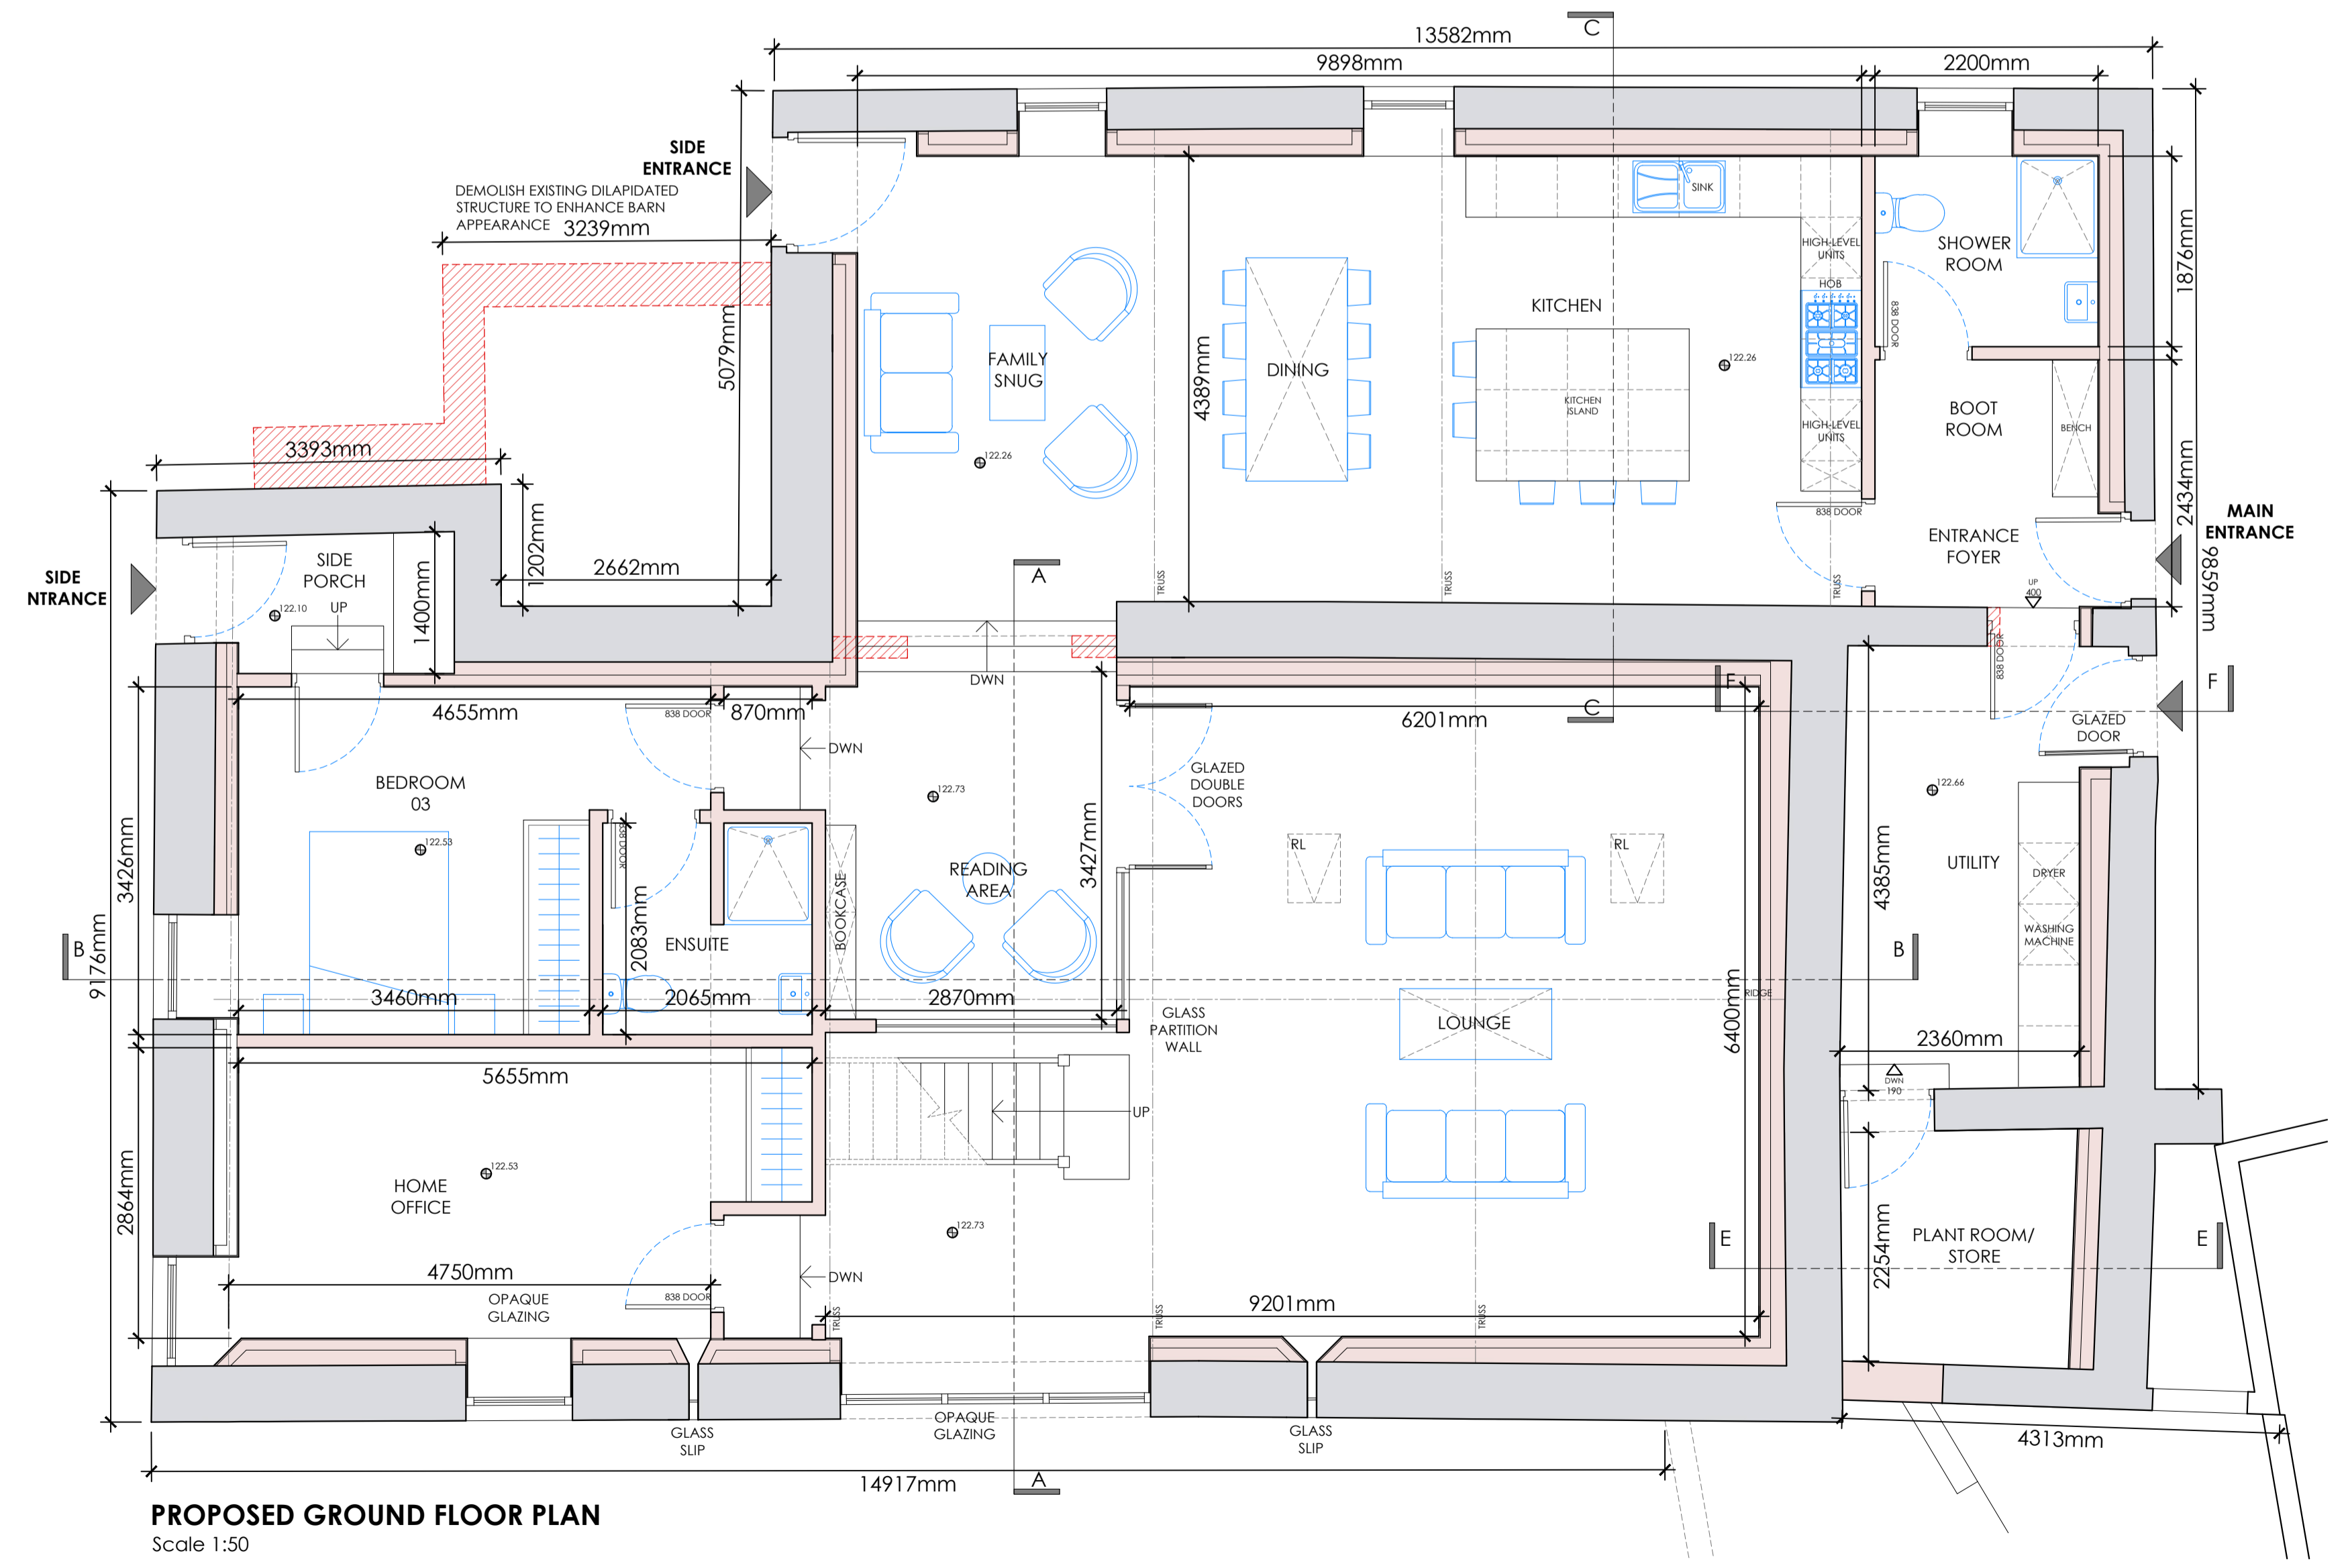 C
13582mm
9898mm
2200mm
SIDE
ENTRANCE
DEMOLISH EXISTING DILAPIDATED
STRUCTURE TO ENHANCE BARN
APPEARANCE
3239mm
SINK
HIGH-LEVEL
UNITS
HOB
SHOWER
ROOM
1876mm
838 DOOR
5079mm
4389mm
FAMILY
SNUG
DINING
KITCHEN
122.26
KITCHEN
ISLAND
HIGH-LEVEL
UNITS
BOOT
ROOM
BENCH
122.26
3393mm
2434mm
838 DOOR
ENTRANCE
FOYER
MAIN
ENTRANCE
9859mm
UP
400
SIDE
NTRANCE
SIDE
PORCH
UP
122.10
1400mm
1202mm
2662mm
A
TRUSS
TRUSS
TRUSS
DWN
838 DOOR
F
F
4655mm
838 DOOR
870mm
6201mm
C
GLAZED
DOOR
DWN
GLAZED
DOUBLE
DOORS
BEDROOM
03
122.53
122.73
122.66
3426mm
838 DOOR
2083mm
ENSUITE
BOOKCASE
READING
AREA
3427mm
RL
RL
4385mm
UTILITY
DRYER
WASHING
MACHINE
B
B
9176mm
3460mm
2065mm
2870mm
RIDGE
GLASS
PARTITION
WALL
LOUNGE
6400mm
2360mm
5655mm
DWN
190
UP
HOME
OFFICE
122.53
122.73
2864mm
2254mm
PLANT ROOM/
STORE
E
E
4750mm
DWN
OPAQUE
GLAZING
838 DOOR
TRUSS
9201mm
TRUSS
TRUSS
GLASS
SLIP
OPAQUE
GLAZING
GLASS
SLIP
4313mm
14917mm
A
PROPOSED GROUND FLOOR PLAN
Scale 1:50